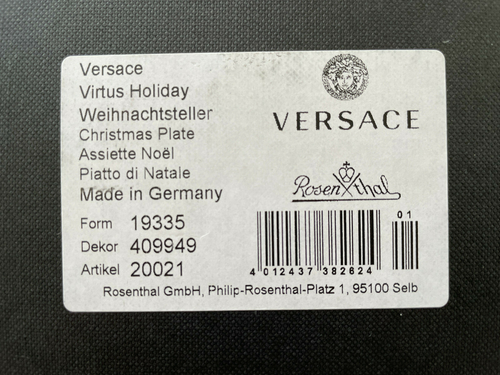 Versace
Virtus Holiday
Weihnachtsteller
Christmas Plate
Assiette Noël
Piatto di Natale
Made in Germany
Form 19335
Dekor 409949
Artikel 20021
VERSACE
Rosenthal
01
4 012437 382624
Rosenthal GmbH, Philip-Rosenthal-Platz 1, 95100 Selb